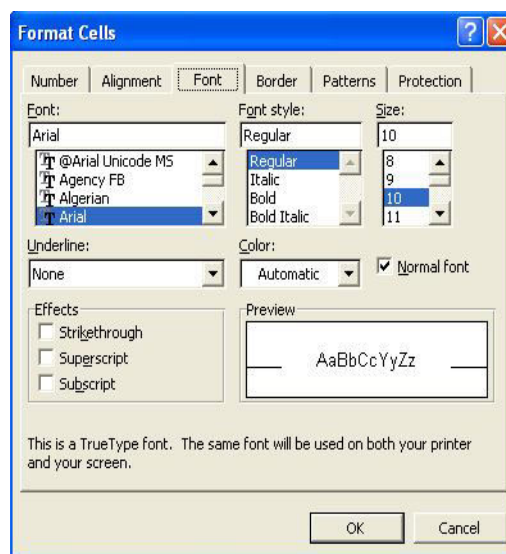 Format Cells
Number Alignment Font Border Patterns Protection
Font: Font style: Size:
Arial Regular 10
@Arial Unicode MS Regular 8
Agency FB Italic 9
Algerian Bold 10
Arial Bold Italic 11
Underline: Color:
None Automatic Normal font
Effects Preview
Strikethrough
Superscript AaBbCcYyZz
Subscript
This is a TrueType font. The same font will be used on both your printer
and your screen.
OK Cancel